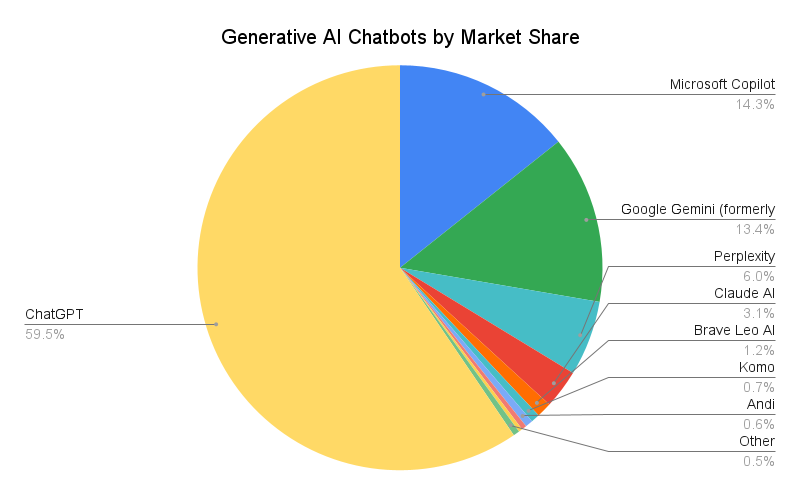 Generative AI Chatbots by Market Share
Microsoft Copilot
14.3%
Google Gemini (formerly
13.4%
Perplexity
6.0%
Claude AI
3.1%
Brave Leo AI
1.2%
Komo
0.7%
Andi
0.6%
Other
0.5%
ChatGPT
59.5%